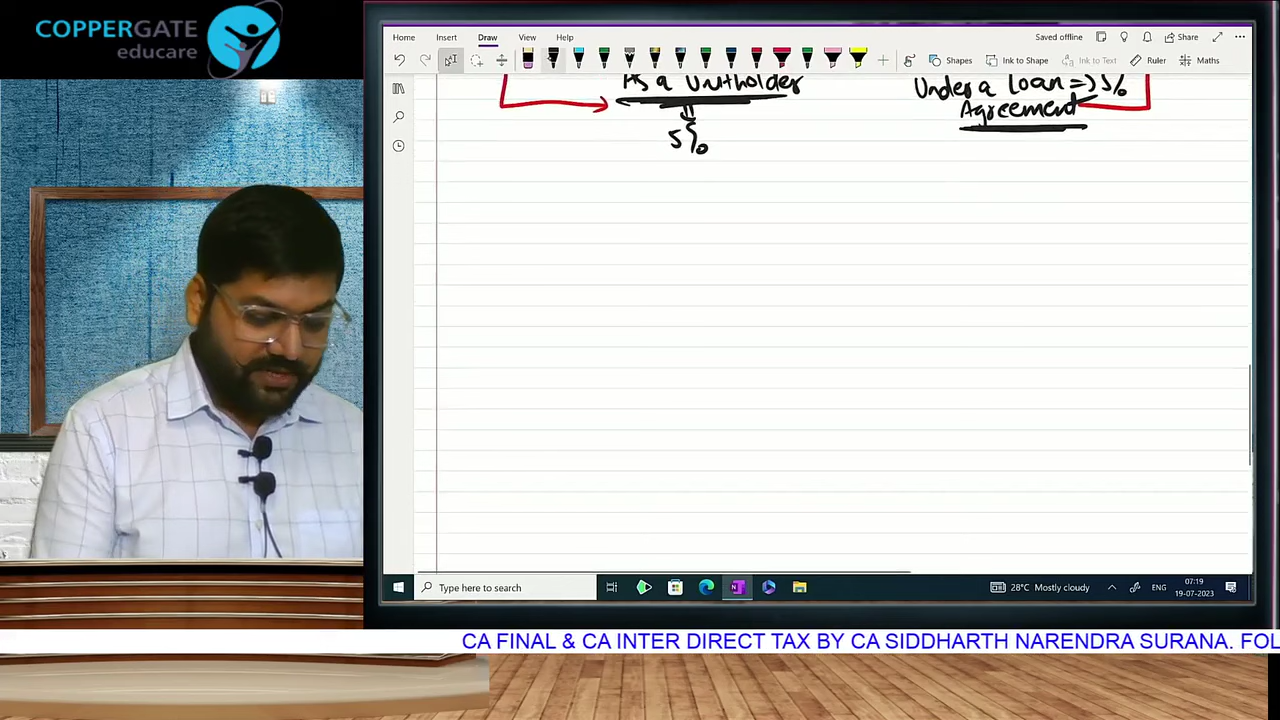 COPPERGATE
educare
Home Insert Draw View Help
Saved offline
Share
Shapes
Ink to Shape
Ink to Text
Ruler
Maths
As a Unitholder
5%
Under a Loan => 5%
Agreement
Type here to search
28°C Mostly cloudy
ENG
07:19
19-07-2023
CA FINAL & CA INTER DIRECT TAX BY CA SIDDHARTH NARENDRA SURANA. FOL